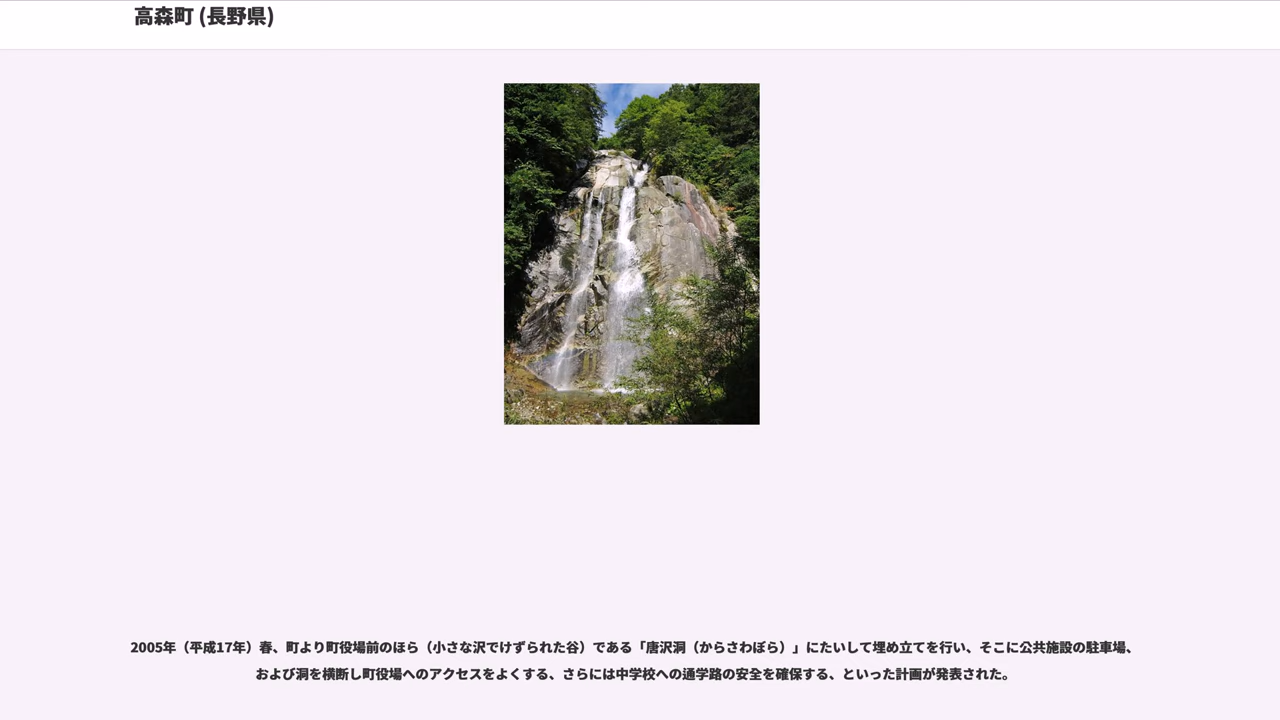 高森町 (長野県)
2005年（平成17年）春、町より町役場前のほら（小さな沢でけずられた谷）である「唐沢洞（からさわぼら）」にたいして埋め立てを行い、そこに公共施設の駐車場、
および洞を横断し町役場へのアクセスをよくする、さらには中学校への通学路の安全を確保する、といった計画が発表された。